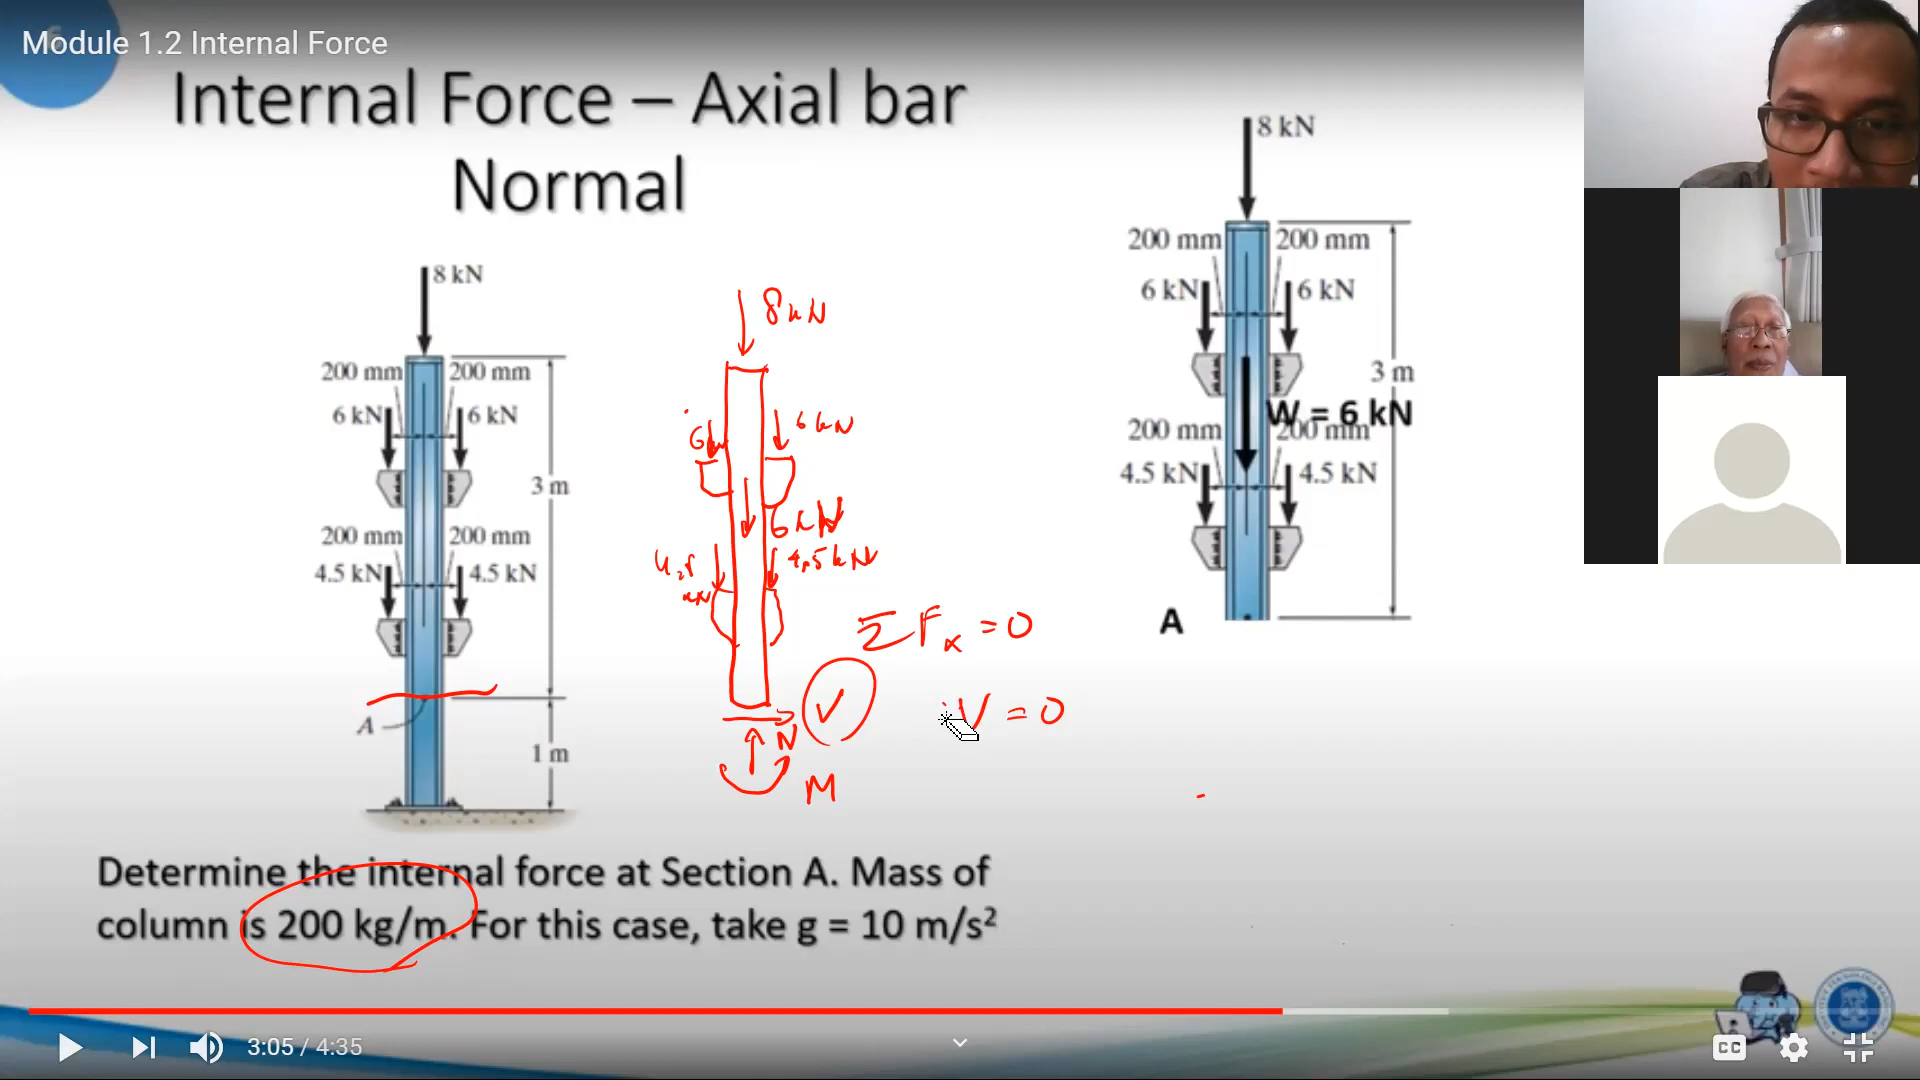 Module 1.2 Internal Force
Internal Force – Axial bar
Normal
8 kN
200 mm 200 mm
6 kN 6 kN
3 m
200 mm 200 mm
4.5 kN 4.5 kN
A
1 m
8 kN
6 kN
6 kN
4,5 kN
4,5 kN
N
V
M
Σ Fx = 0
V = 0
8 kN
200 mm 200 mm
6 kN 6 kN
3 m
W = 6 kN
200 mm 200 mm
4.5 kN 4.5 kN
A
Determine the internal force at Section A. Mass of
column is 200 kg/m. For this case, take g = 10 m/s²
3:05 / 4:35
CC